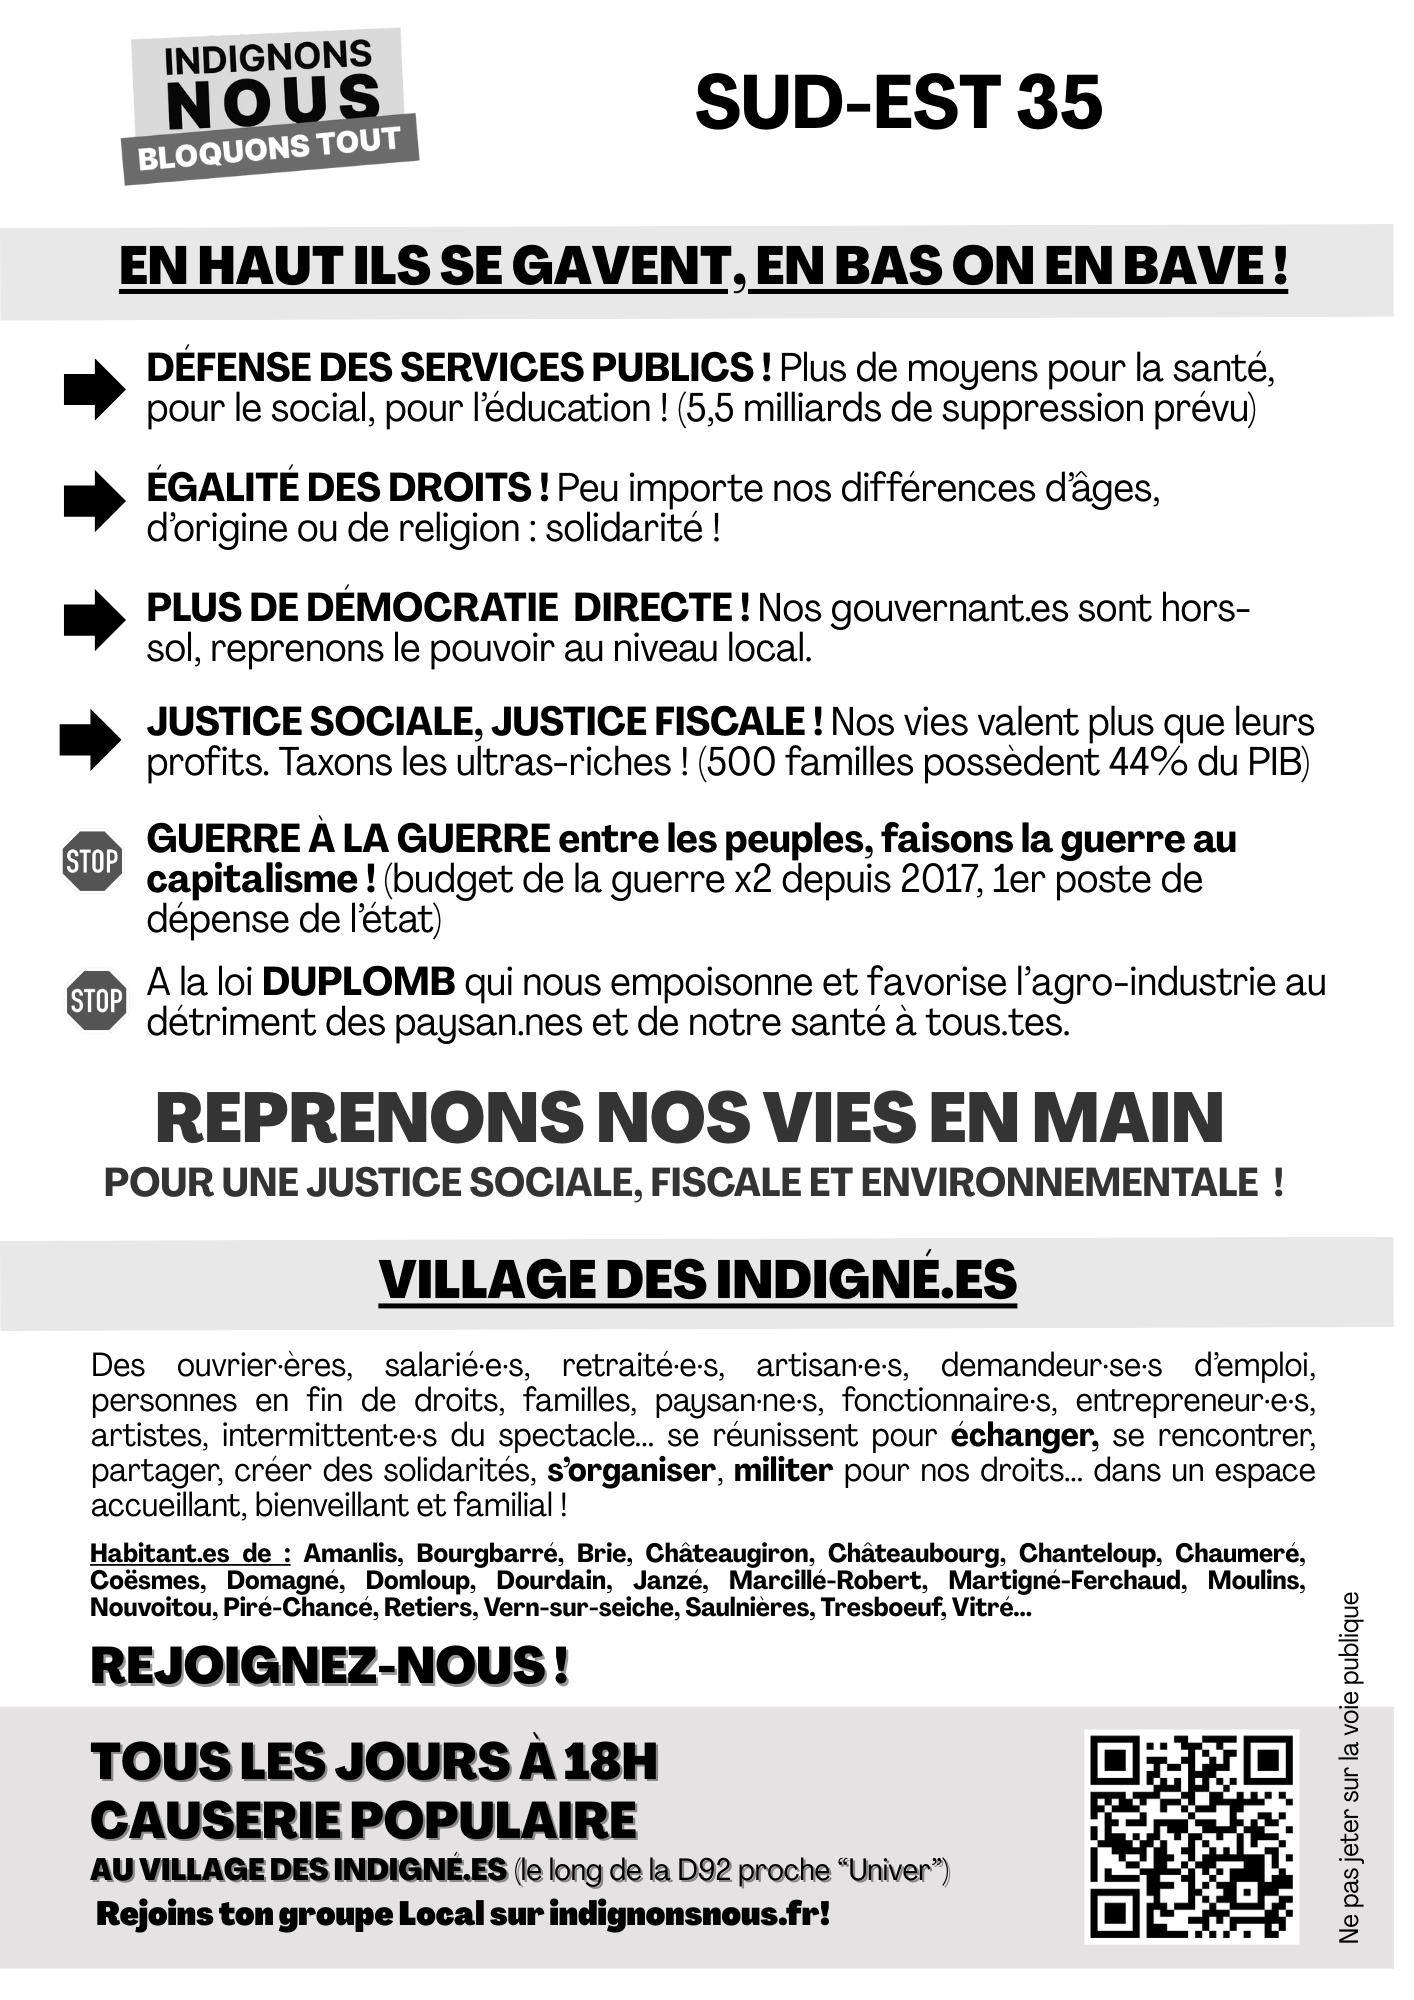 INDIGNONS
NOUS
BLOQUONS TOUT
SUD-EST 35
EN HAUT ILS SE GAVENT, EN BAS ON EN BAVE !
DÉFENSE DES SERVICES PUBLICS ! Plus de moyens pour la santé,
pour le social, pour l’éducation ! (5,5 milliards de suppression prévu)
ÉGALITÉ DES DROITS ! Peu importe nos différences d’âges,
d’origine ou de religion : solidarité !
PLUS DE DÉMOCRATIE DIRECTE ! Nos gouvernant.es sont hors-
sol, reprenons le pouvoir au niveau local.
JUSTICE SOCIALE, JUSTICE FISCALE ! Nos vies valent plus que leurs
profits. Taxons les ultras-riches ! (500 familles possèdent 44% du PIB)
STOP
GUERRE À LA GUERRE entre les peuples, faisons la guerre au
capitalisme ! (budget de la guerre x2 depuis 2017, 1er poste de
dépense de l’état)
STOP
A la loi DUPLOMB qui nous empoisonne et favorise l’agro-industrie au
détriment des paysan.nes et de notre santé à tous.tes.
REPRENONS NOS VIES EN MAIN
POUR UNE JUSTICE SOCIALE, FISCALE ET ENVIRONNEMENTALE !
VILLAGE DES INDIGNÉ.ES
Des ouvrier·ères, salarié·e·s, retraité·e·s, artisan·e·s, demandeur·se·s d’emploi,
personnes en fin de droits, familles, paysan·ne·s, fonctionnaire·s, entrepreneur·e·s,
artistes, intermittent·e·s du spectacle... se réunissent pour échanger, se rencontrer,
partager, créer des solidarités, s’organiser, militer pour nos droits... dans un espace
accueillant, bienveillant et familial !
Habitant.es de : Amanlis, Bourgbarré, Brie, Châteaugiron, Châteaubourg, Chanteloup, Chaumeré,
Coësmes, Domagné, Domloup, Dourdain, Janzé, Marcillé-Robert, Martigné-Ferchaud, Moulins,
Nouvoitou, Piré-Chancé, Retiers, Vern-sur-seiche, Saulnières, Tresboeuf, Vitré...
REJOIGNEZ-NOUS !
TOUS LES JOURS À 18H
CAUSERIE POPULAIRE
AU VILLAGE DES INDIGNÉ.ES (le long de la D92 proche “Univer”)
Rejoins ton groupe Local sur indignonsnous.fr!
Ne pas jeter sur la voie publique